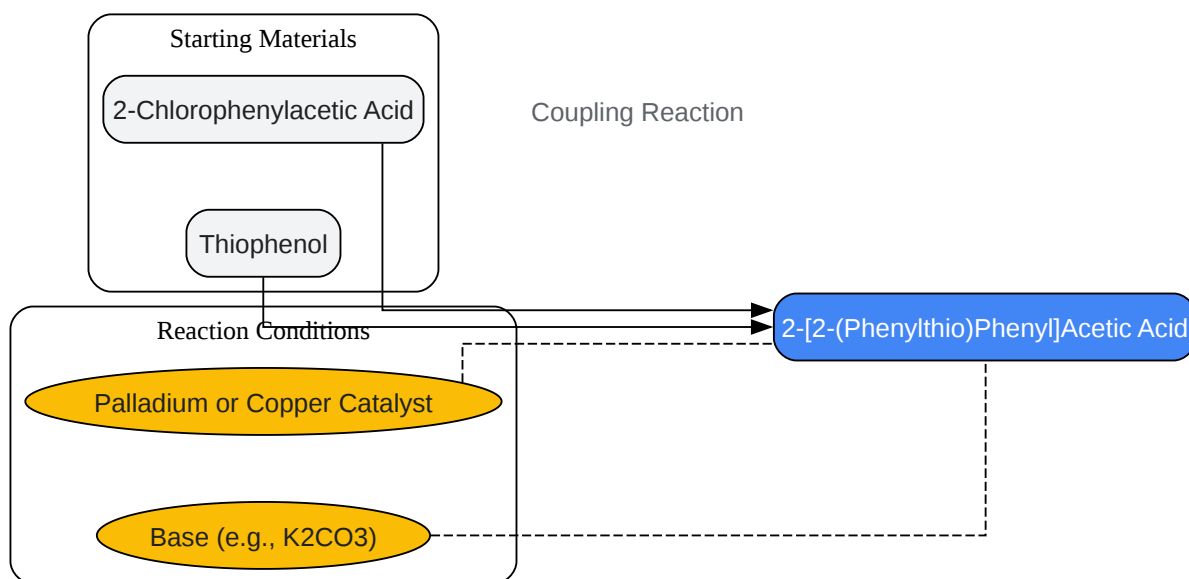 Starting Materials
2-Chlorophenylacetic Acid
Coupling Reaction
Thiophenol
Reaction Conditions
2-[2-(Phenylthio)Phenyl]Acetic Acid
Palladium or Copper Catalyst
Base (e.g., K2CO3)